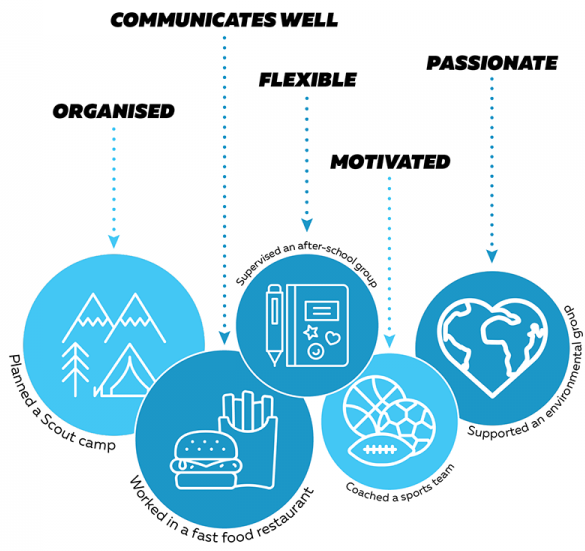 COMMUNICATES WELL
PASSIONATE
FLEXIBLE
ORGANISED
MOTIVATED
Supervised an after-school group
Planned a Scout camp
Worked in a fast food restaurant
Coached a sports team
Supported an environmental group